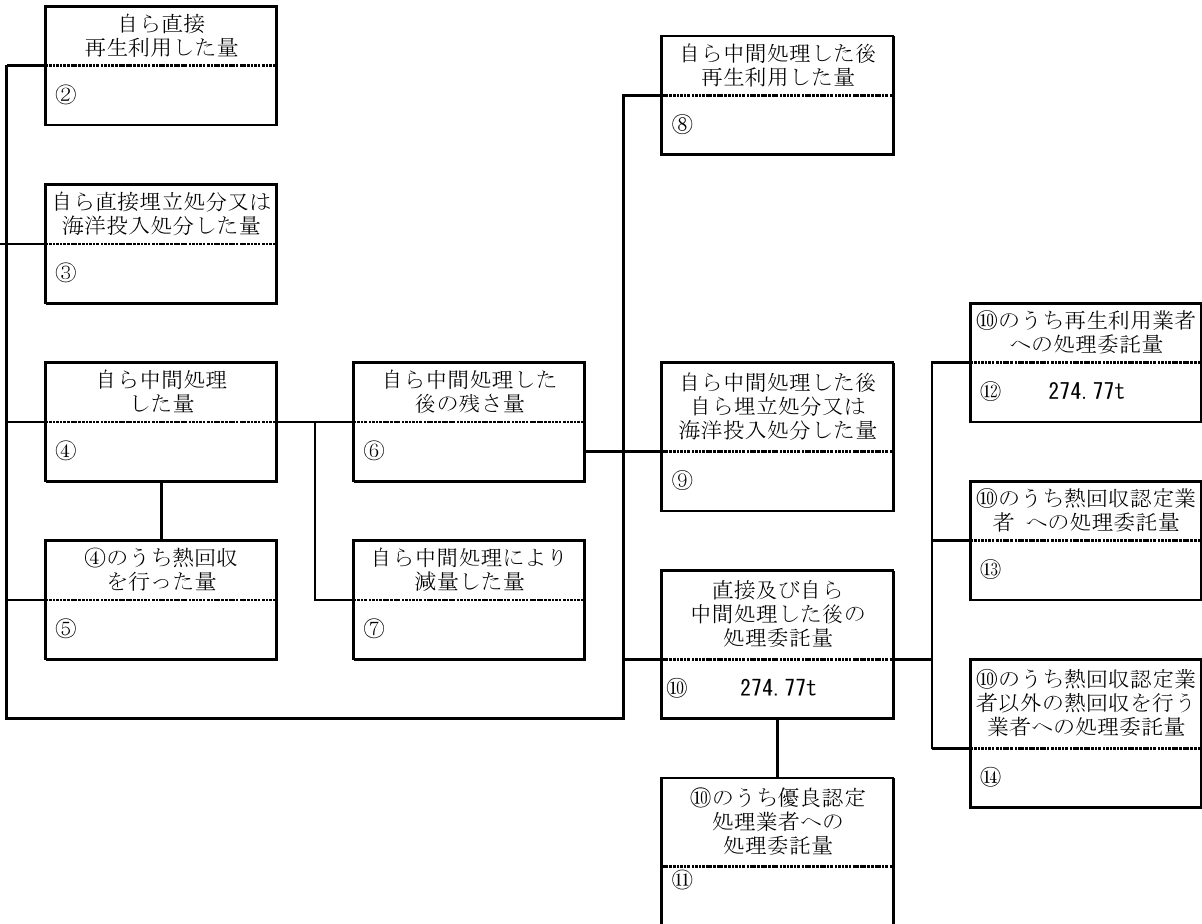 自ら直接
再生利用した量
②
自ら直接埋立処分又は
海洋投入処分した量
③
自ら中間処理
した量
④
④のうち熱回収
を行った量
⑤
自ら中間処理した
後の残さ量
⑥
自ら中間処理により
減量した量
⑦
自ら中間処理した後
再生利用した量
⑧
自ら中間処理した後
自ら埋立処分又は
海洋投入処分した量
⑨
直接及び自ら
中間処理した後の
処理委託量
⑩ 274.77t
⑩のうち優良認定
処理業者への
処理委託量
⑪
⑩のうち再生利用業者
への処理委託量
⑫ 274.77t
⑩のうち熱回収認定業
者 への処理委託量
⑬
⑩のうち熱回収認定業
者以外の熱回収を行う
業者への処理委託量
⑭